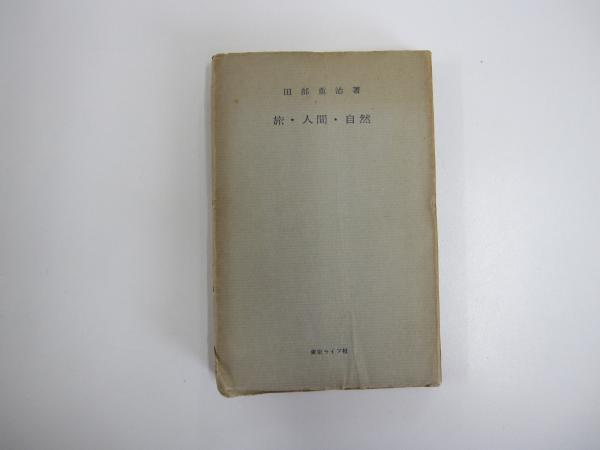 田部重治著
旅・人間・自然
東京ライフ社